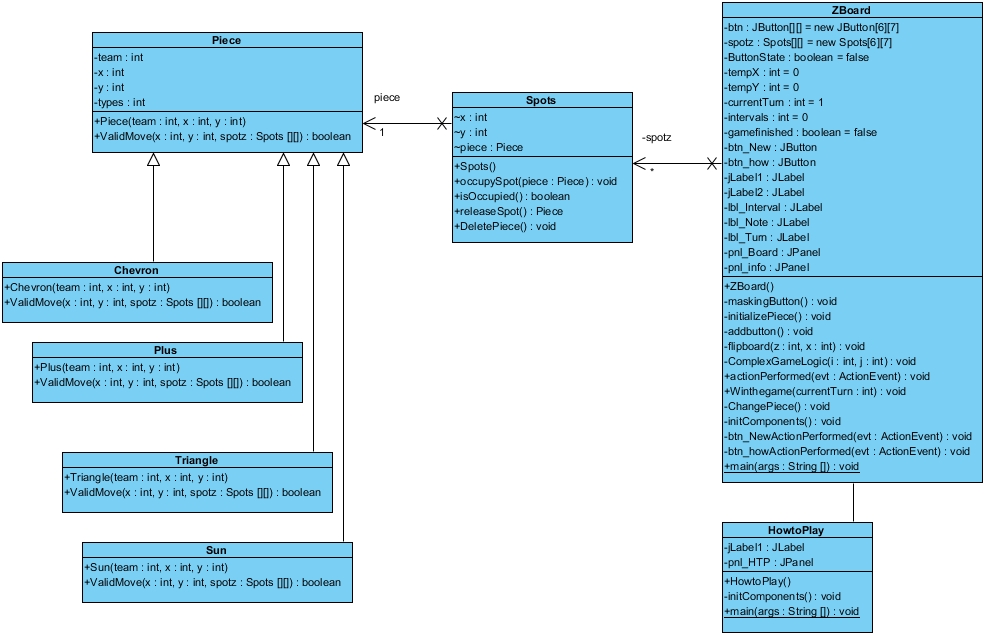 Piece
-team : int
-x : int
-y : int
-types : int
+Piece(team : int, x : int, y : int)
+ValidMove(x : int, y : int, spotz : Spots [][]) : boolean
piece
1
Spots
~x : int
~y : int
~piece : Piece
+Spots()
+occupySpot(piece : Piece) : void
+isOccupied() : boolean
+releaseSpot() : Piece
+DeletePiece() : void
-spotz
*
ZBoard
-btn : JButton[][] = new JButton[6][7]
-spotz : Spots[][] = new Spots[6][7]
-ButtonState : boolean = false
-tempX : int = 0
-tempY : int = 0
-currentTurn : int = 1
-intervals : int = 0
-gamefinished : boolean = false
-btn_New : JButton
-btn_how : JButton
-jLabel1 : JLabel
-jLabel2 : JLabel
-lbl_Interval : JLabel
-lbl_Note : JLabel
-lbl_Turn : JLabel
-pnl_Board : JPanel
-pnl_info : JPanel
+ZBoard()
-maskingButton() : void
-initializePiece() : void
-addbutton() : void
-flipboard(z : int, x : int) : void
-ComplexGameLogic(i : int, j : int) : void
+actionPerformed(evt : ActionEvent) : void
+Winthegame(currentTurn : int) : void
-ChangePiece() : void
-initComponents() : void
-btn_NewActionPerformed(evt : ActionEvent) : void
-btn_howActionPerformed(evt : ActionEvent) : void
+main(args : String []) : void
Chevron
+Chevron(team : int, x : int, y : int)
+ValidMove(x : int, y : int, spotz : Spots [][]) : boolean
Plus
+Plus(team : int, x : int, y : int)
+ValidMove(x : int, y : int, spotz : Spots [][]) : boolean
Triangle
+Triangle(team : int, x : int, y : int)
+ValidMove(x : int, y : int, spotz : Spots [][]) : boolean
Sun
+Sun(team : int, x : int, y : int)
+ValidMove(x : int, y : int, spotz : Spots [][]) : boolean
HowtoPlay
-jLabel1 : JLabel
-pnl_HTP : JPanel
+HowtoPlay()
-initComponents() : void
+main(args : String []) : void